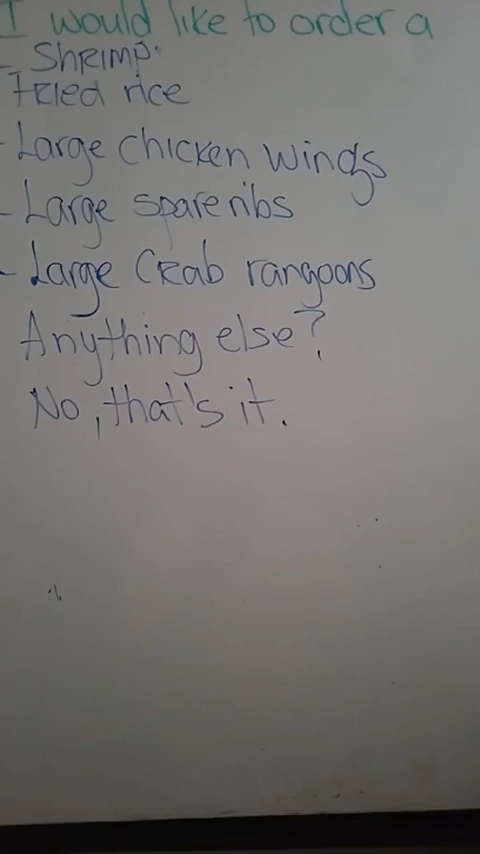 I would like to order a
- Shrimp.
Fried rice
- Large chicken wings
- Large spareribs
- Large Crab rangoons
Anything else?
No, that's it.